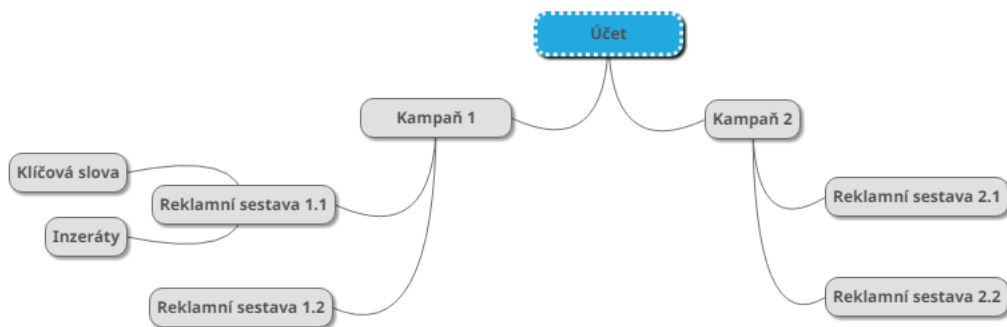 Účet
Kampaň 1
Kampaň 2
Klíčová slova
Reklamní sestava 1.1
Reklamní sestava 2.1
Inzeráty
Reklamní sestava 1.2
Reklamní sestava 2.2